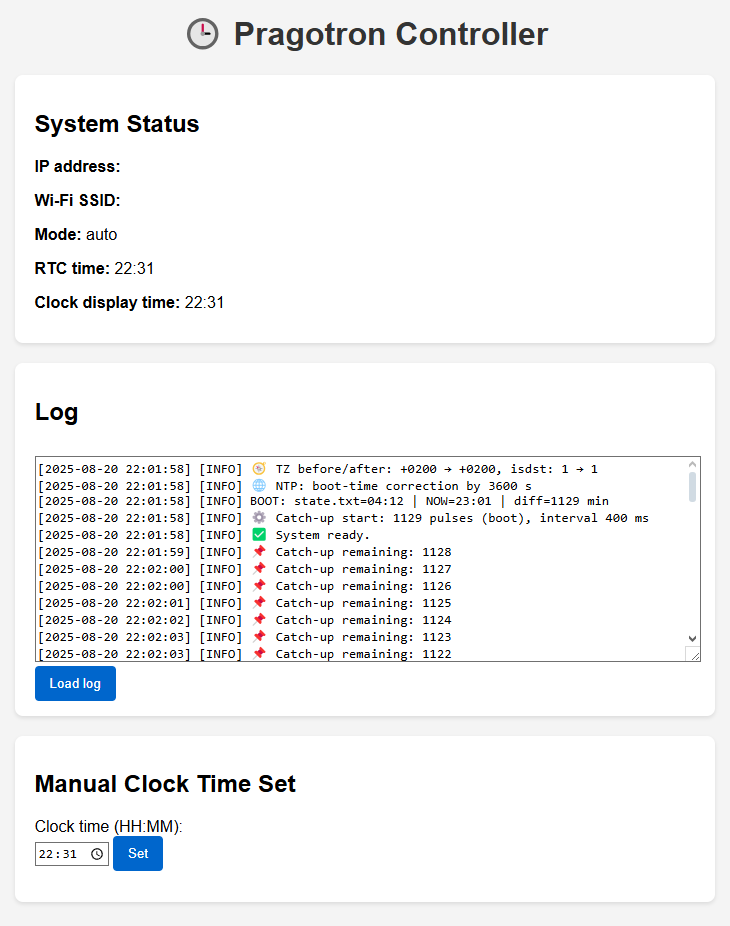 🕒 Pragotron Controller
System Status
IP address:
Wi-Fi SSID:
Mode: auto
RTC time: 22:31
Clock display time: 22:31
Log
[2025-08-20 22:01:58] [INFO] 🧭 TZ before/after: +0200 → +0200, isdst: 1 → 1
[2025-08-20 22:01:58] [INFO] 🌐 NTP: boot-time correction by 3600 s
[2025-08-20 22:01:58] [INFO] BOOT: state.txt=04:12 | NOW=23:01 | diff=1129 min
[2025-08-20 22:01:58] [INFO] ⚙️ Catch-up start: 1129 pulses (boot), interval 400 ms
[2025-08-20 22:01:58] [INFO] ✅ System ready.
[2025-08-20 22:01:59] [INFO] 📌 Catch-up remaining: 1128
[2025-08-20 22:02:00] [INFO] 📌 Catch-up remaining: 1127
[2025-08-20 22:02:00] [INFO] 📌 Catch-up remaining: 1126
[2025-08-20 22:02:01] [INFO] 📌 Catch-up remaining: 1125
[2025-08-20 22:02:02] [INFO] 📌 Catch-up remaining: 1124
[2025-08-20 22:02:03] [INFO] 📌 Catch-up remaining: 1123
[2025-08-20 22:02:03] [INFO] 📌 Catch-up remaining: 1122
Load log
Manual Clock Time Set
Clock time (HH:MM):
22:31 Set